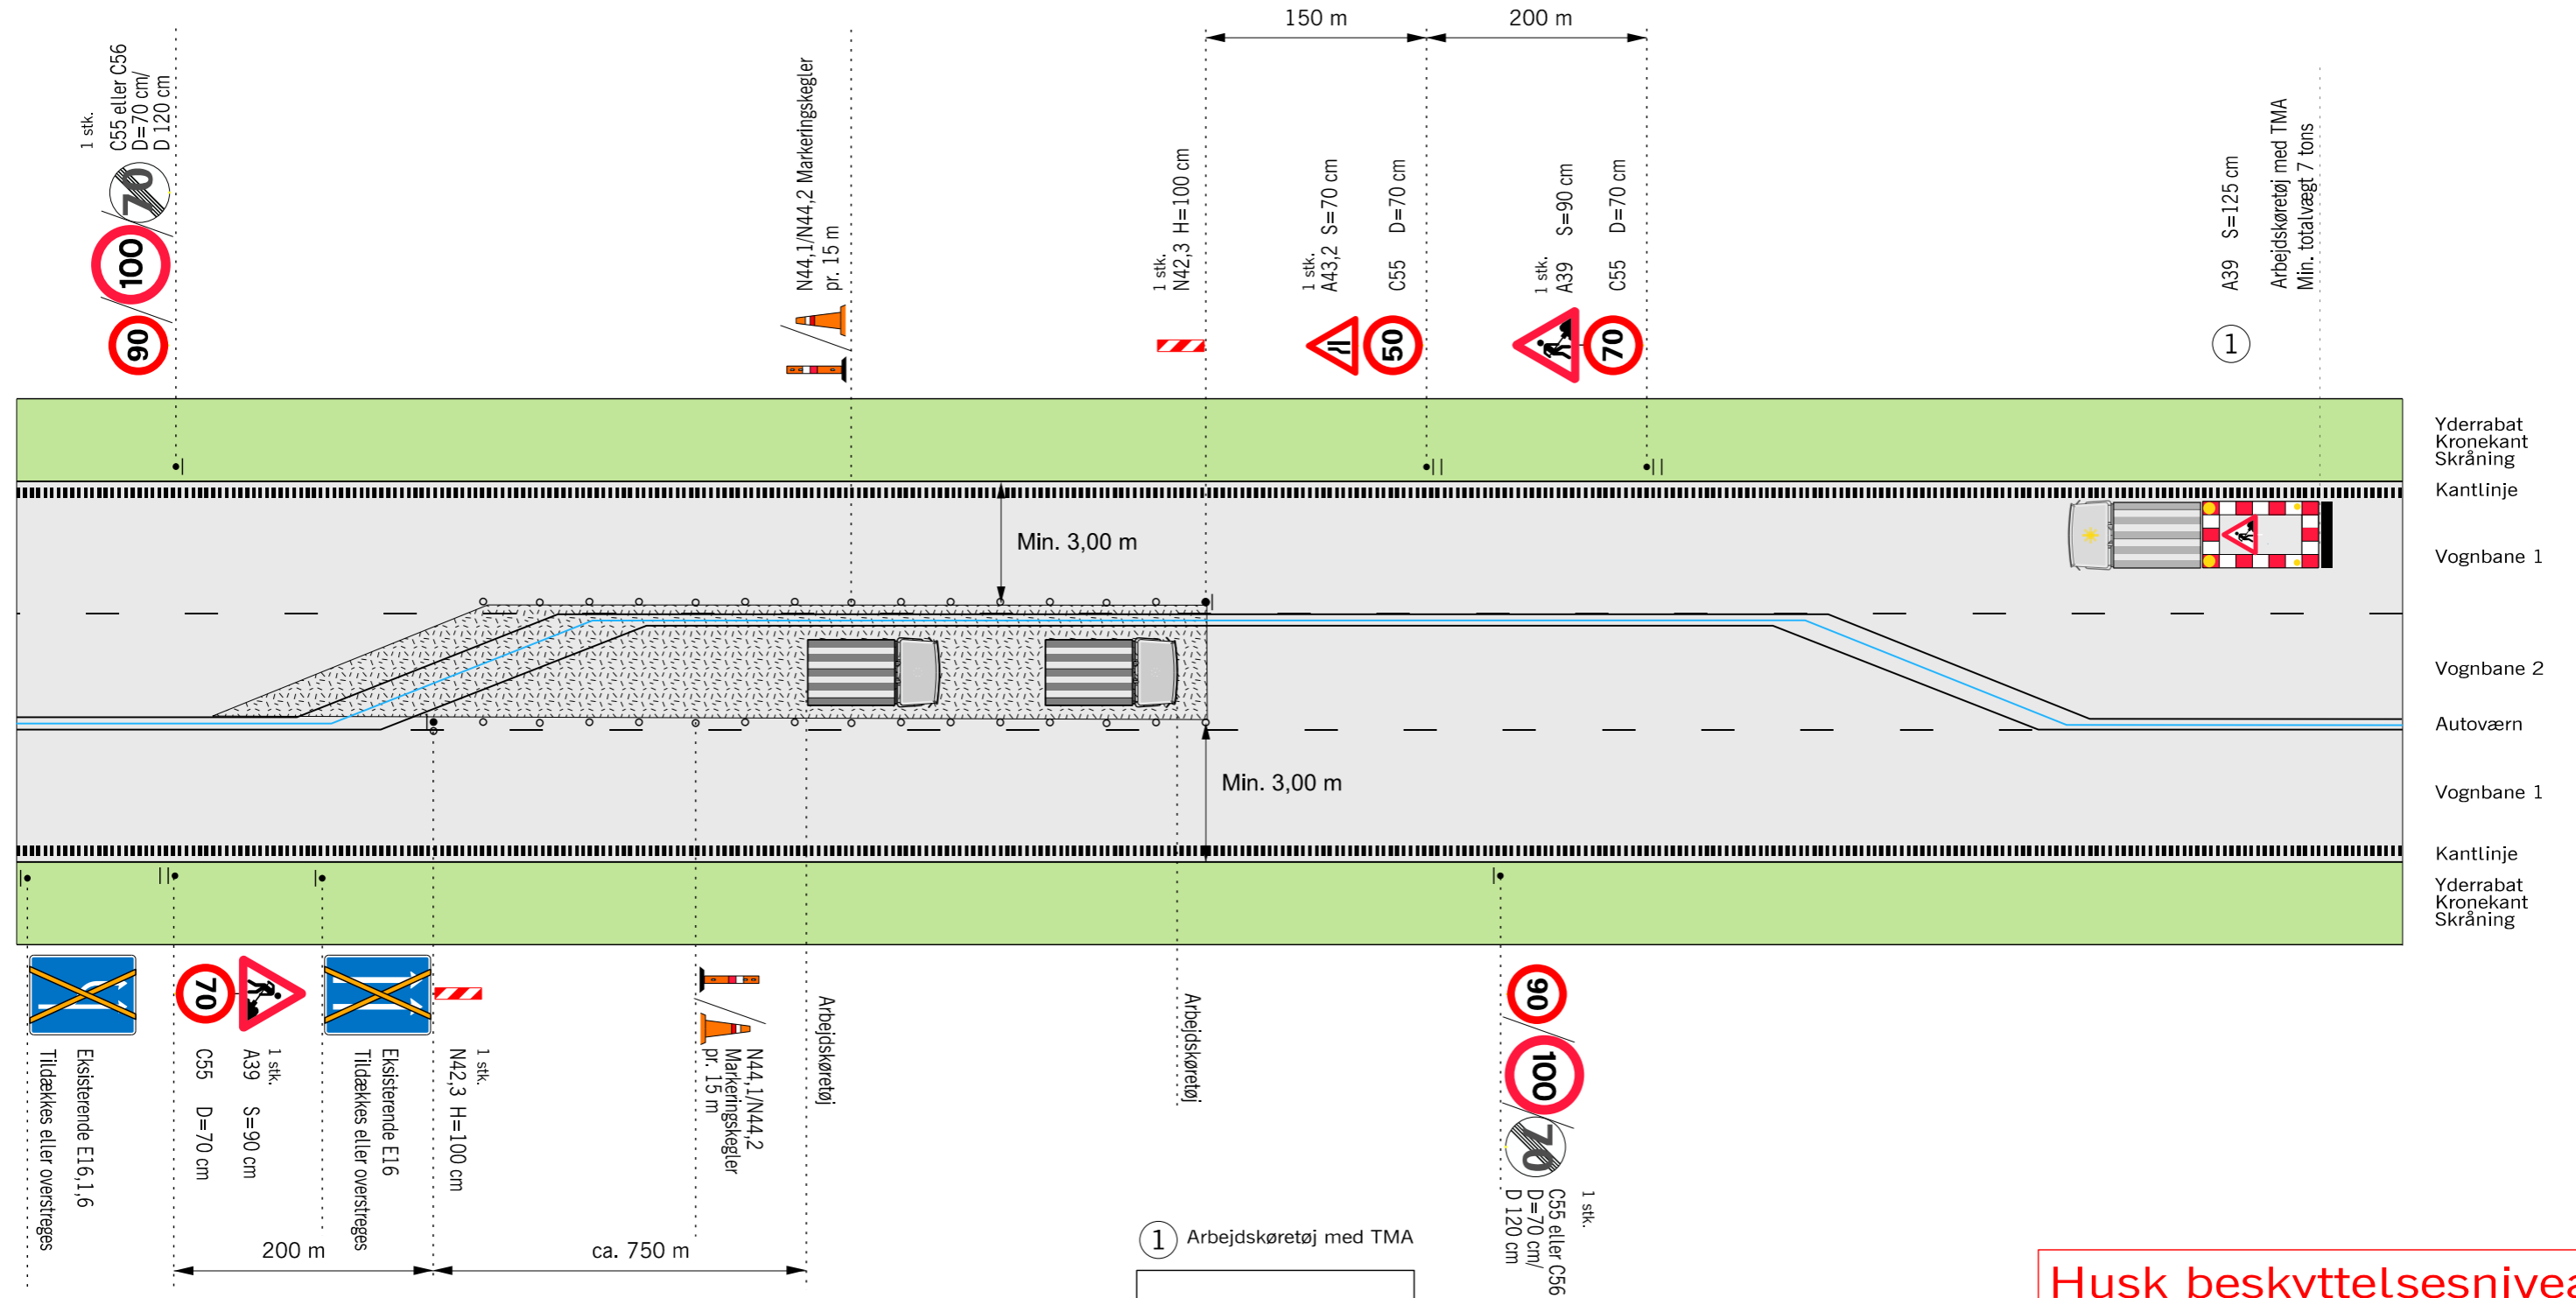 150 m
200 m
1 stk.
C55 eller C56
D=70 cm/
D 120 cm
70
100
90
N44,1/N44,2 Markeringskegler
pr. 15 m
1 stk.
N42,3 H=100 cm
1 stk.
A43,2 S=70 cm
C55 D=70 cm
50
1 stk.
A39 S=90 cm
C55 D=70 cm
70
A39 S=125 cm
Arbejdskøretøj med TMA
Min. totalvægt 7 tons
1
Yderrabat
Kronekant
Skråning
Kantlinje
Min. 3,00 m
Vognbane 1
Vognbane 2
Autoværn
Min. 3,00 m
Vognbane 1
Kantlinje
Yderrabat
Kronekant
Skråning
Eksisterende E16,1,6
Tildækkes eller overstreges
70
1 stk.
A39 S=90 cm
C55 D=70 cm
Eksisterende E16
Tildækkes eller overstreges
1 stk.
N42,3 H=100 cm
N44,1/N44,2
Markeringskegler
pr. 15 m
Arbejdskøretøj
Arbejdskøretøj
90
100
70
1 stk.
C55 eller C56
D=70 cm/
D 120 cm
200 m
ca. 750 m
1 Arbejdskøretøj med TMA
Husk beskyttelsesnivea